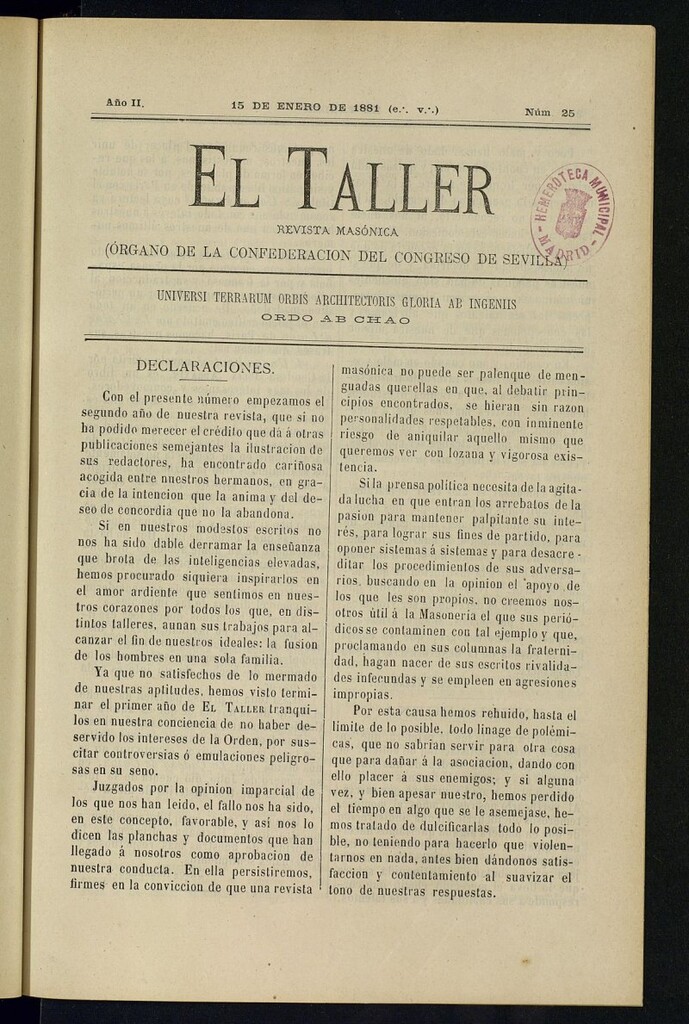 Año II.
15 DE ENERO DE 1881 (e.·. v.·.)
Núm 25
EL TALLER
REVISTA MASÓNICA
(ÓRGANO DE LA CONFEDERACION DEL CONGRESO DE SEVILLA)
HEMEROTECA MUNICIPAL
- MADRID -
UNIVERSI TERRARUM ORBIS ARCHITECTORIS GLORIA AB INGENIIS
ORDO AB CHAO
DECLARACIONES.
Con el presente número empezamos el
segundo año de nuestra revista, que si no
ha podido merecer el crédito que dá á otras
publicaciones semejantes la ilustracion de
sus redactores, ha encontrado cariñosa
acogida entre nuestros hermanos, en gra-
cia de la intencion que la anima y del de-
seo de concordia que no la abandona.
Si en nuestros modestos escritos no
nos ha sido dable derramar la enseñanza
que brota de las inteligencias elevadas,
hemos procurado siquiera inspirarlos en
el amor ardiente que sentimos en nues-
tros corazones por todos los que, en dis-
tintos talleres, aunan sus trabajos para al-
canzar el fin de nuestros ideales: la fusion
de los hombres en una sola familia.
Ya que no satisfechos de lo mermado
de nuestras aptitudes, hemos visto termi-
nar el primer año de EL TALLER tranqui-
los en nuestra conciencia de no haber de-
servido los intereses de la Orden, por sus-
citar controversias ó emulaciones peligro-
sas en su seno.
Juzgados por la opinion imparcial de
los que nos han leido, el fallo nos ha sido,
en este concepto, favorable, y así nos lo
dicen las planchas y documentos que han
llegado á nosotros como aprobacion de
nuestra conducta. En ella persistiremos,
firmes en la conviccion de que una revista
masónica no puede ser palenque de men-
guadas querellas en que, al debatir prin-
cipios encontrados, se hieran sin razon
personalidades respetables, con inminente
riesgo de aniquilar aquello mismo que
queremos ver con lozana y vigorosa exis-
tencia.
Si la prensa política necesita de la agita-
da lucha en que entran los arrebatos de la
pasion para mantener palpitante su inte-
rés, para lograr sus fines de partido, para
oponer sistemas á sistemas y para desacre-
ditar los procedimientos de sus adversa-
rios, buscando en la opinion el apoyo de
los que les son propios, no creemos nos-
otros útil á la Masonería el que sus perió-
dicos se contaminen con tal ejemplo y que,
proclamando en sus columnas la fraterni-
dad, hagan nacer de sus escritos rivalida-
des infecundas y se empleen en agresiones
impropias.
Por esta causa hemos rehuido, hasta el
límite de lo posible, todo linage de polémi-
cas, que no sabrian servir para otra cosa
que para dañar á la asociacion, dando con
ello placer á sus enemigos; y si alguna
vez, y bien apesar nuestro, hemos perdido
el tiempo en algo que se le asemejase, he-
mos tratado de dulcificarlas todo lo posi-
ble, no teniendo para hacerlo que violen-
tarnos en nada, antes bien dándonos satis-
faccion y contentamiento al suavizar el
tono de nuestras respuestas.